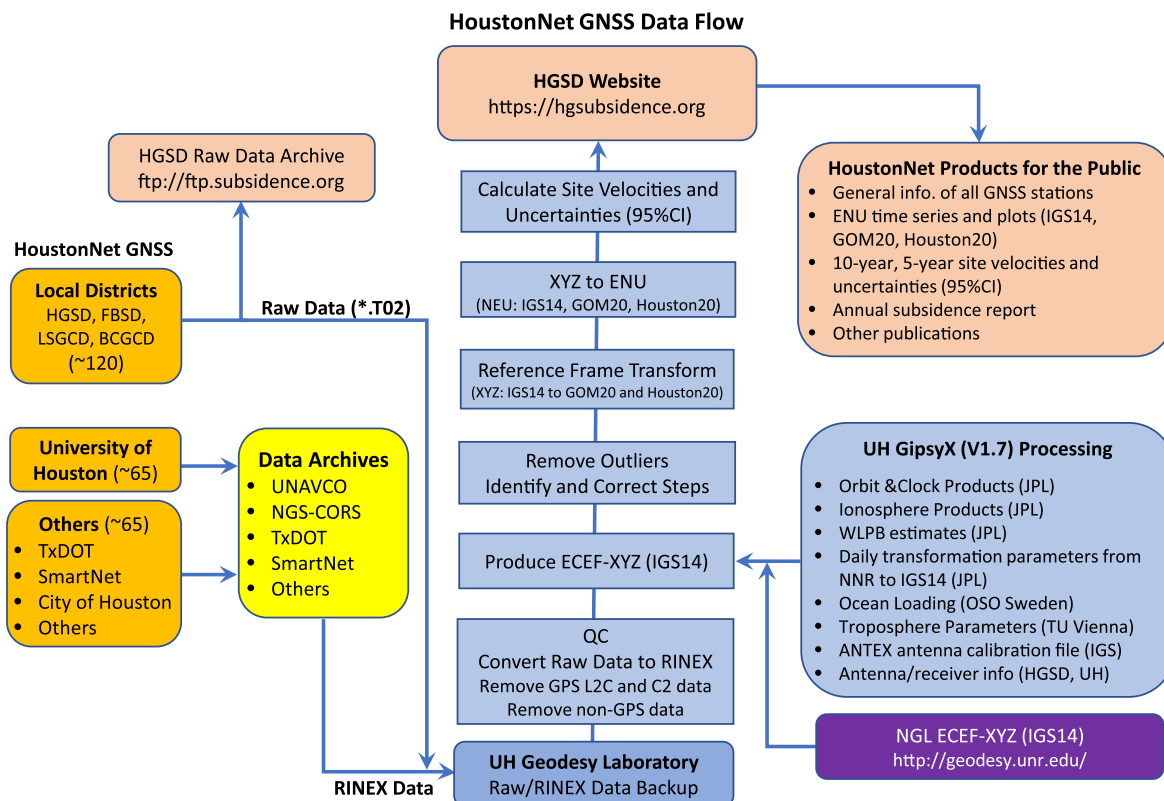 HoustonNet GNSS Data Flow
HGSD Website
https://hgsubsidence.org
HGSD Raw Data Archive
ftp://ftp.subsidence.org
HoustonNet GNSS
Local Districts
HGSD, FBSD,
LSGCD, BCGCD
(~120)
Raw Data (*.T02)
University of
Houston (~65)
Others (~65)
• TxDOT
• SmartNet
• City of Houston
• Others
Data Archives
• UNAVCO
• NGS-CORS
• TxDOT
• SmartNet
• Others
RINEX Data
Calculate Site Velocities and
Uncertainties (95%CI)
XYZ to ENU
(NEU: IGS14, GOM20, Houston20)
Reference Frame Transform
(XYZ: IGS14 to GOM20 and Houston20)
Remove Outliers
Identify and Correct Steps
Produce ECEF-XYZ (IGS14)
QC
Convert Raw Data to RINEX
Remove GPS L2C and C2 data
Remove non-GPS data
UH Geodesy Laboratory
Raw/RINEX Data Backup
HoustonNet Products for the Public
• General info. of all GNSS stations
• ENU time series and plots (IGS14,
GOM20, Houston20)
• 10-year, 5-year site velocities and
uncertainties (95%CI)
• Annual subsidence report
• Other publications
UH GipsyX (V1.7) Processing
• Orbit &Clock Products (JPL)
• Ionosphere Products (JPL)
• WLPB estimates (JPL)
• Daily transformation parameters from
NNR to IGS14 (JPL)
• Ocean Loading (OSO Sweden)
• Troposphere Parameters (TU Vienna)
• ANTEX antenna calibration file (IGS)
• Antenna/receiver info (HGSD, UH)
NGL ECEF-XYZ (IGS14)
http://geodesy.unr.edu/